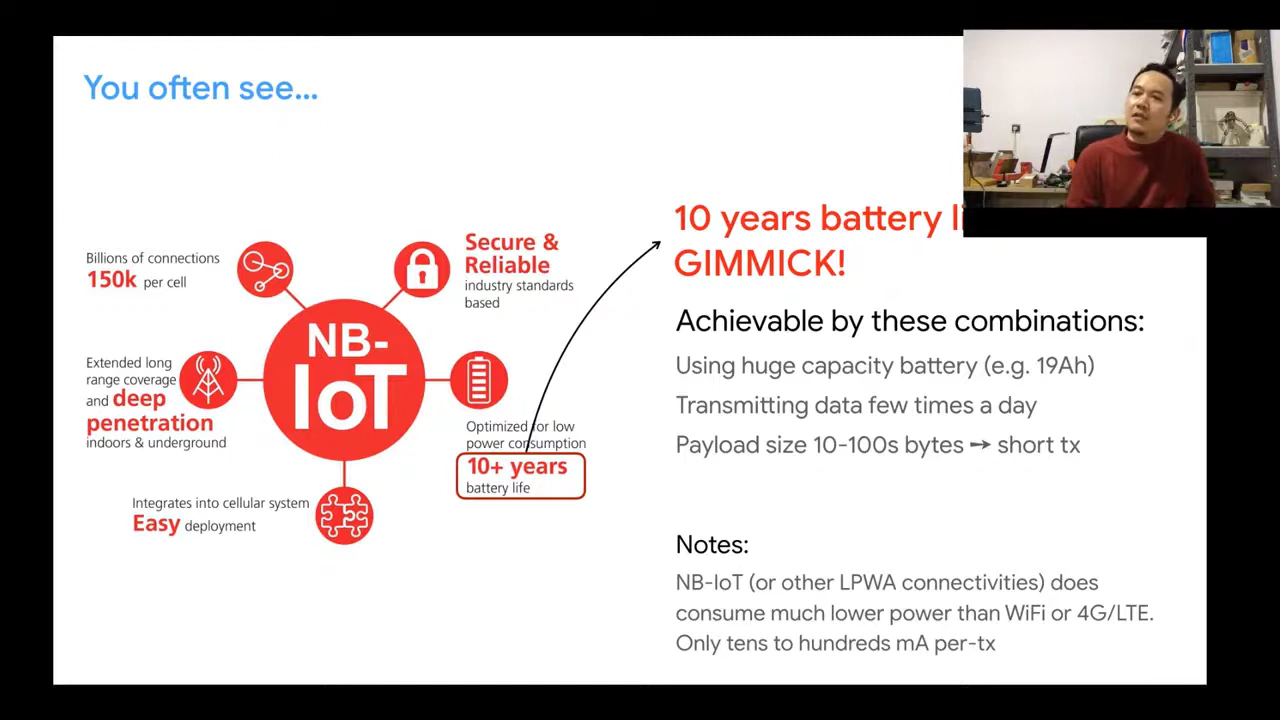 You often see...
Billions of connections
150k per cell
Secure &
Reliable
industry standards
based
NB-
IoT
Extended long
range coverage
and deep
penetration
indoors & underground
Optimized for low
power consumption
10+ years
battery life
Integrates into cellular system
Easy deployment
10 years battery
GIMMICK!
Achievable by these combinations:
Using huge capacity battery (e.g. 19Ah)
Transmitting data few times a day
Payload size 10-100s bytes ➙ short tx
Notes:
NB-IoT (or other LPWA connectivities) does
consume much lower power than WiFi or 4G/LTE.
Only tens to hundreds mA per-tx